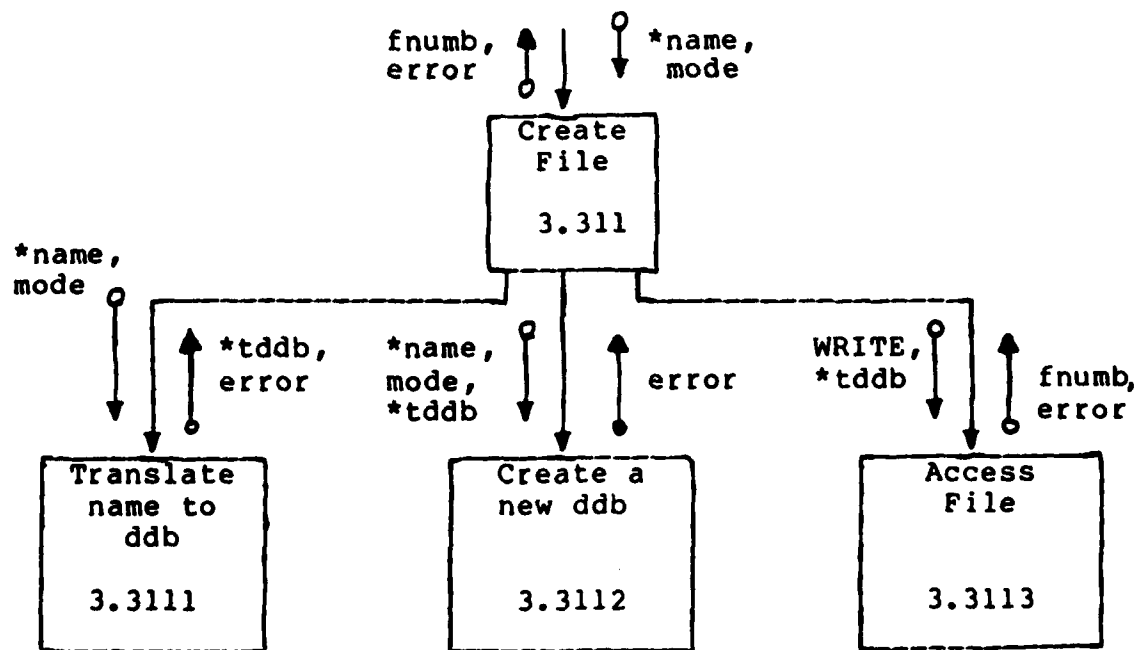 fnumb,
error
*name,
mode
Create
File
3.311
*name,
mode
*tddb,
error
*name,
mode,
*tddb
error
WRITE,
*tddb
fnumb,
error
Translate
name to
ddb
3.3111
Create a
new ddb
3.3112
Access
File
3.3113